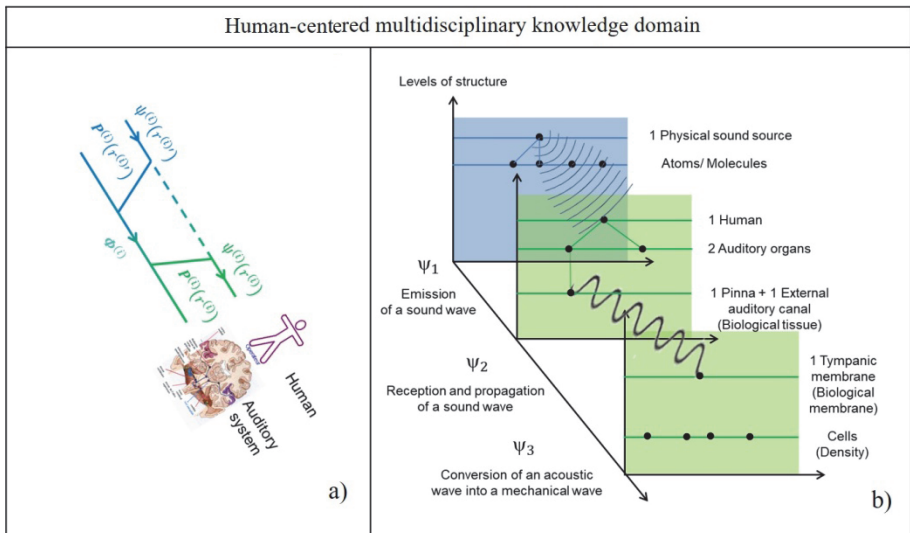 Human-centered multidisciplinary knowledge domain
ψ⁽ⁱ⁾(r⁽ⁱ⁾′)
P⁽ⁱ⁾(r⁽ⁱ⁾′)
Φ⁽ⁱ⁾
ψ⁽ⁱ⁾(r⁽ⁱ⁾)
P⁽ⁱ⁾(r⁽ⁱ⁾)
Human
Auditory
system
a)
Levels of structure
1 Physical sound source
Atoms/ Molecules
1 Human
2 Auditory organs
Ψ₁
Emission
of a sound wave
1 Pinna + 1 External
auditory canal
(Biological tissue)
Ψ₂
Reception and propagation
of a sound wave
1 Tympanic
membrane
(Biological
membrane)
Ψ₃
Cells
(Density)
Conversion of an acoustic
wave into a mechanical wave
b)